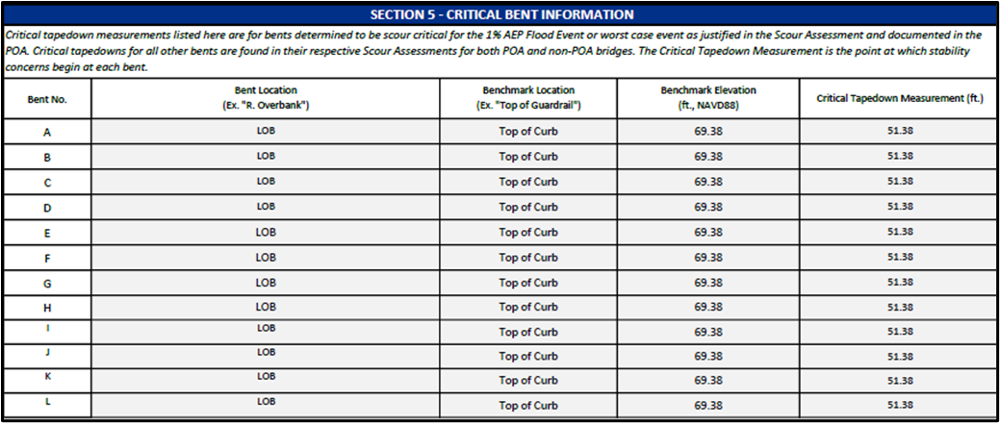 SECTION 5 - CRITICAL BENT INFORMATION
Critical tapedown measurements listed here are for bents determined to be scour critical for the 1% AEP Flood Event or worst case event as justified in the Scour Assessment and documented in the
POA. Critical tapedowns for all other bents are found in their respective Scour Assessments for both POA and non-POA bridges. The Critical Tapedown Measurement is the point at which stability
concerns begin at each bent.
Bent No. Bent Location Benchmark Location Benchmark Elevation Critical Tapedown Measurement (ft.)
(Ex. "R. Overbank") (Ex. "Top of Guardrail") (ft., NAVD88)
A LOB Top of Curb 69.38 51.38
B LOB Top of Curb 69.38 51.38
C LOB Top of Curb 69.38 51.38
D LOB Top of Curb 69.38 51.38
E LOB Top of Curb 69.38 51.38
F LOB Top of Curb 69.38 51.38
G LOB Top of Curb 69.38 51.38
H LOB Top of Curb 69.38 51.38
I LOB Top of Curb 69.38 51.38
J LOB Top of Curb 69.38 51.38
K LOB Top of Curb 69.38 51.38
L LOB Top of Curb 69.38 51.38